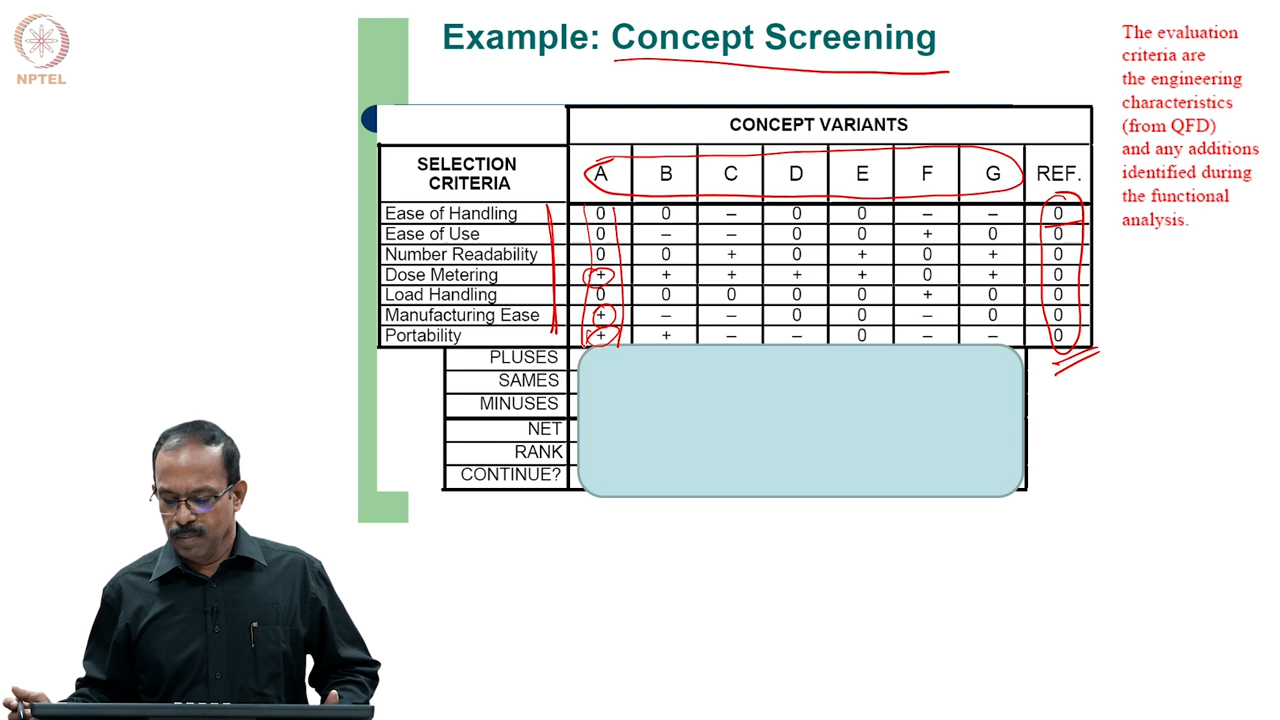 NPTEL
Example: Concept Screening
The evaluation
criteria are
the engineering
characteristics
(from QFD)
and any additions
identified during
the functional
analysis.
CONCEPT VARIANTS
SELECTION CRITERIA A B C D E F G REF.
Ease of Handling 0 0 – 0 0 – – 0
Ease of Use 0 – – 0 0 + 0 0
Number Readability 0 0 + 0 + 0 + 0
Dose Metering + + + + + 0 + 0
Load Handling 0 0 0 0 0 + 0 0
Manufacturing Ease + – – 0 0 – 0 0
Portability + + – – 0 – – 0
PLUSES
SAMES
MINUSES
NET
RANK
CONTINUE?